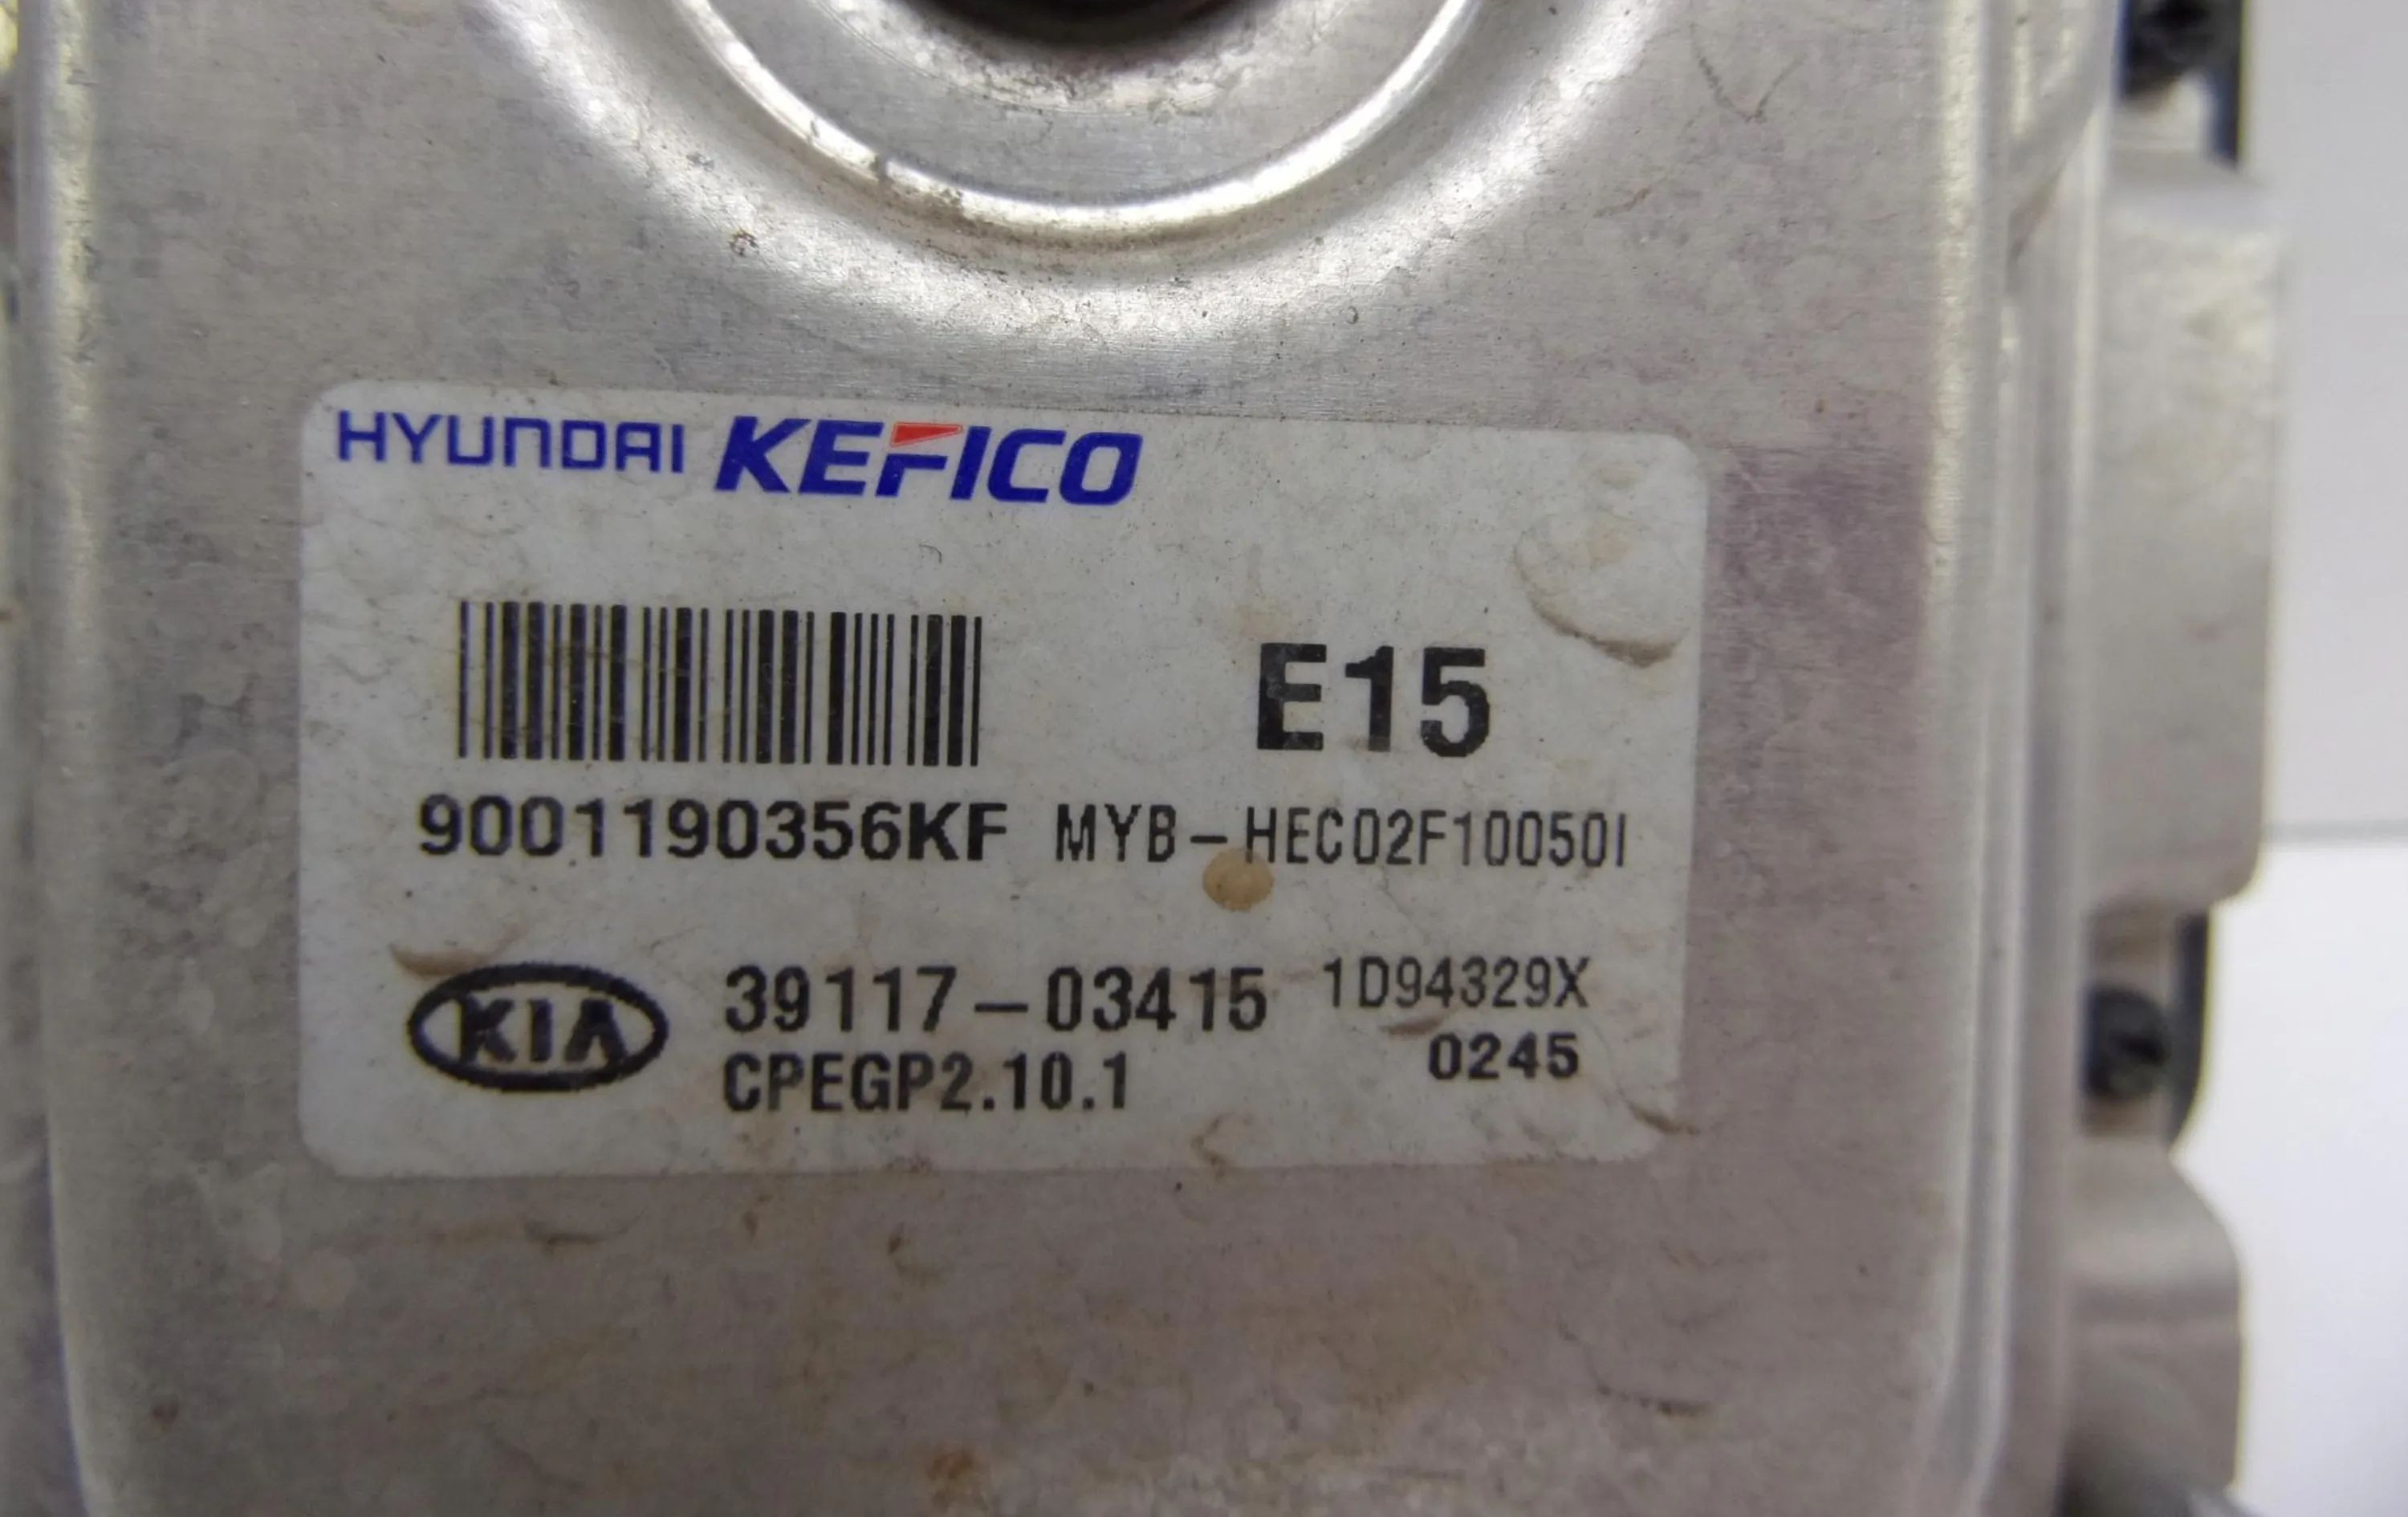 HYUNDAI KEFICO
E15
9001190356KF MYB-HEC02F10050I
KIA 39117-03415 1D94329X
CPEGP2.10.1 0245